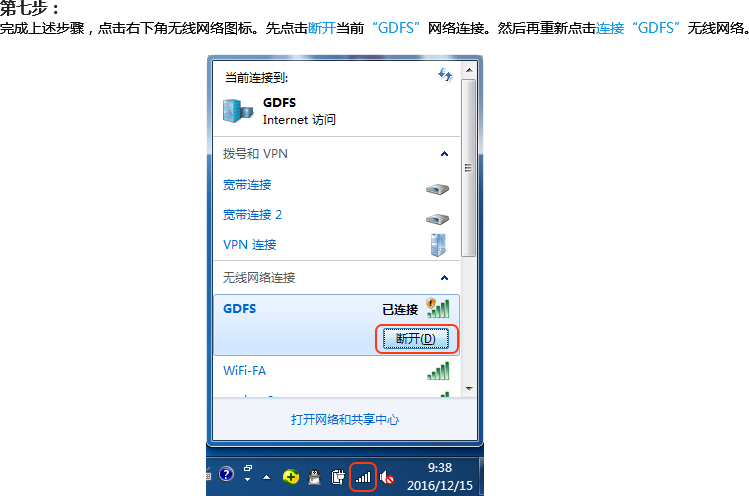 第七步：
完成上述步骤，点击右下角无线网络图标。先点击断开当前“GDFS”网络连接。然后再重新点击连接“GDFS”无线网络。
当前连接到:
GDFS
Internet 访问
拨号和 VPN
宽带连接
宽带连接 2
VPN 连接
无线网络连接
GDFS 已连接
断开(D)
WiFi-FA
打开网络和共享中心
9:38
2016/12/15